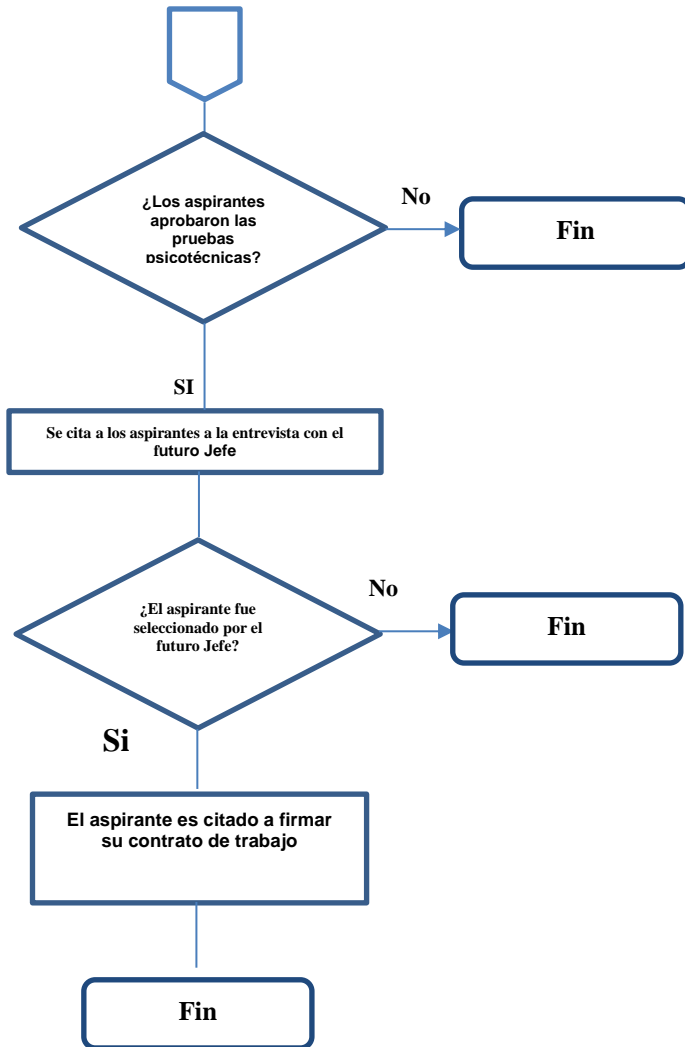 ¿Los aspirantes
aprobaron las
pruebas
psicotécnicas?
No
Fin
SI
Se cita a los aspirantes a la entrevista con el
futuro Jefe
¿El aspirante fue
seleccionado por el
futuro Jefe?
No
Fin
Si
El aspirante es citado a firmar
su contrato de trabajo
Fin